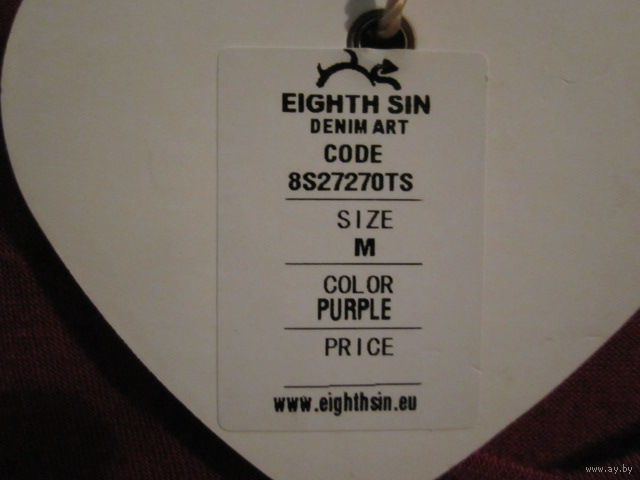 EIGHTH SIN
DENIM ART
CODE
8S27270TS
SIZE
M
COLOR
PURPLE
PRICE
www.eighthsin.eu
www.ay.by